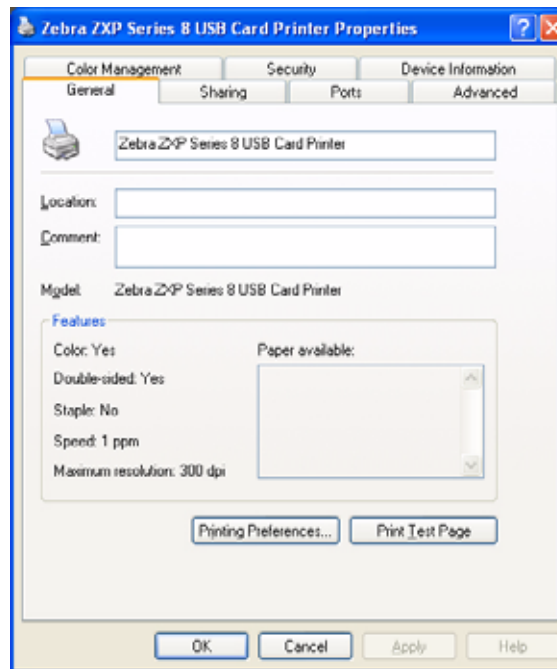 Zebra ZXP Series 8 USB Card Printer Properties
Color Management Security Device Information
General Sharing Ports Advanced
Zebra ZXP Series 8 USB Card Printer
Location:
Comment:
Model: Zebra ZXP Series 8 USB Card Printer
Features
Color: Yes Paper available:
Double-sided: Yes
Staple: No
Speed: 1 ppm
Maximum resolution: 300 dpi
Printing Preferences... Print Test Page
OK Cancel Apply Help